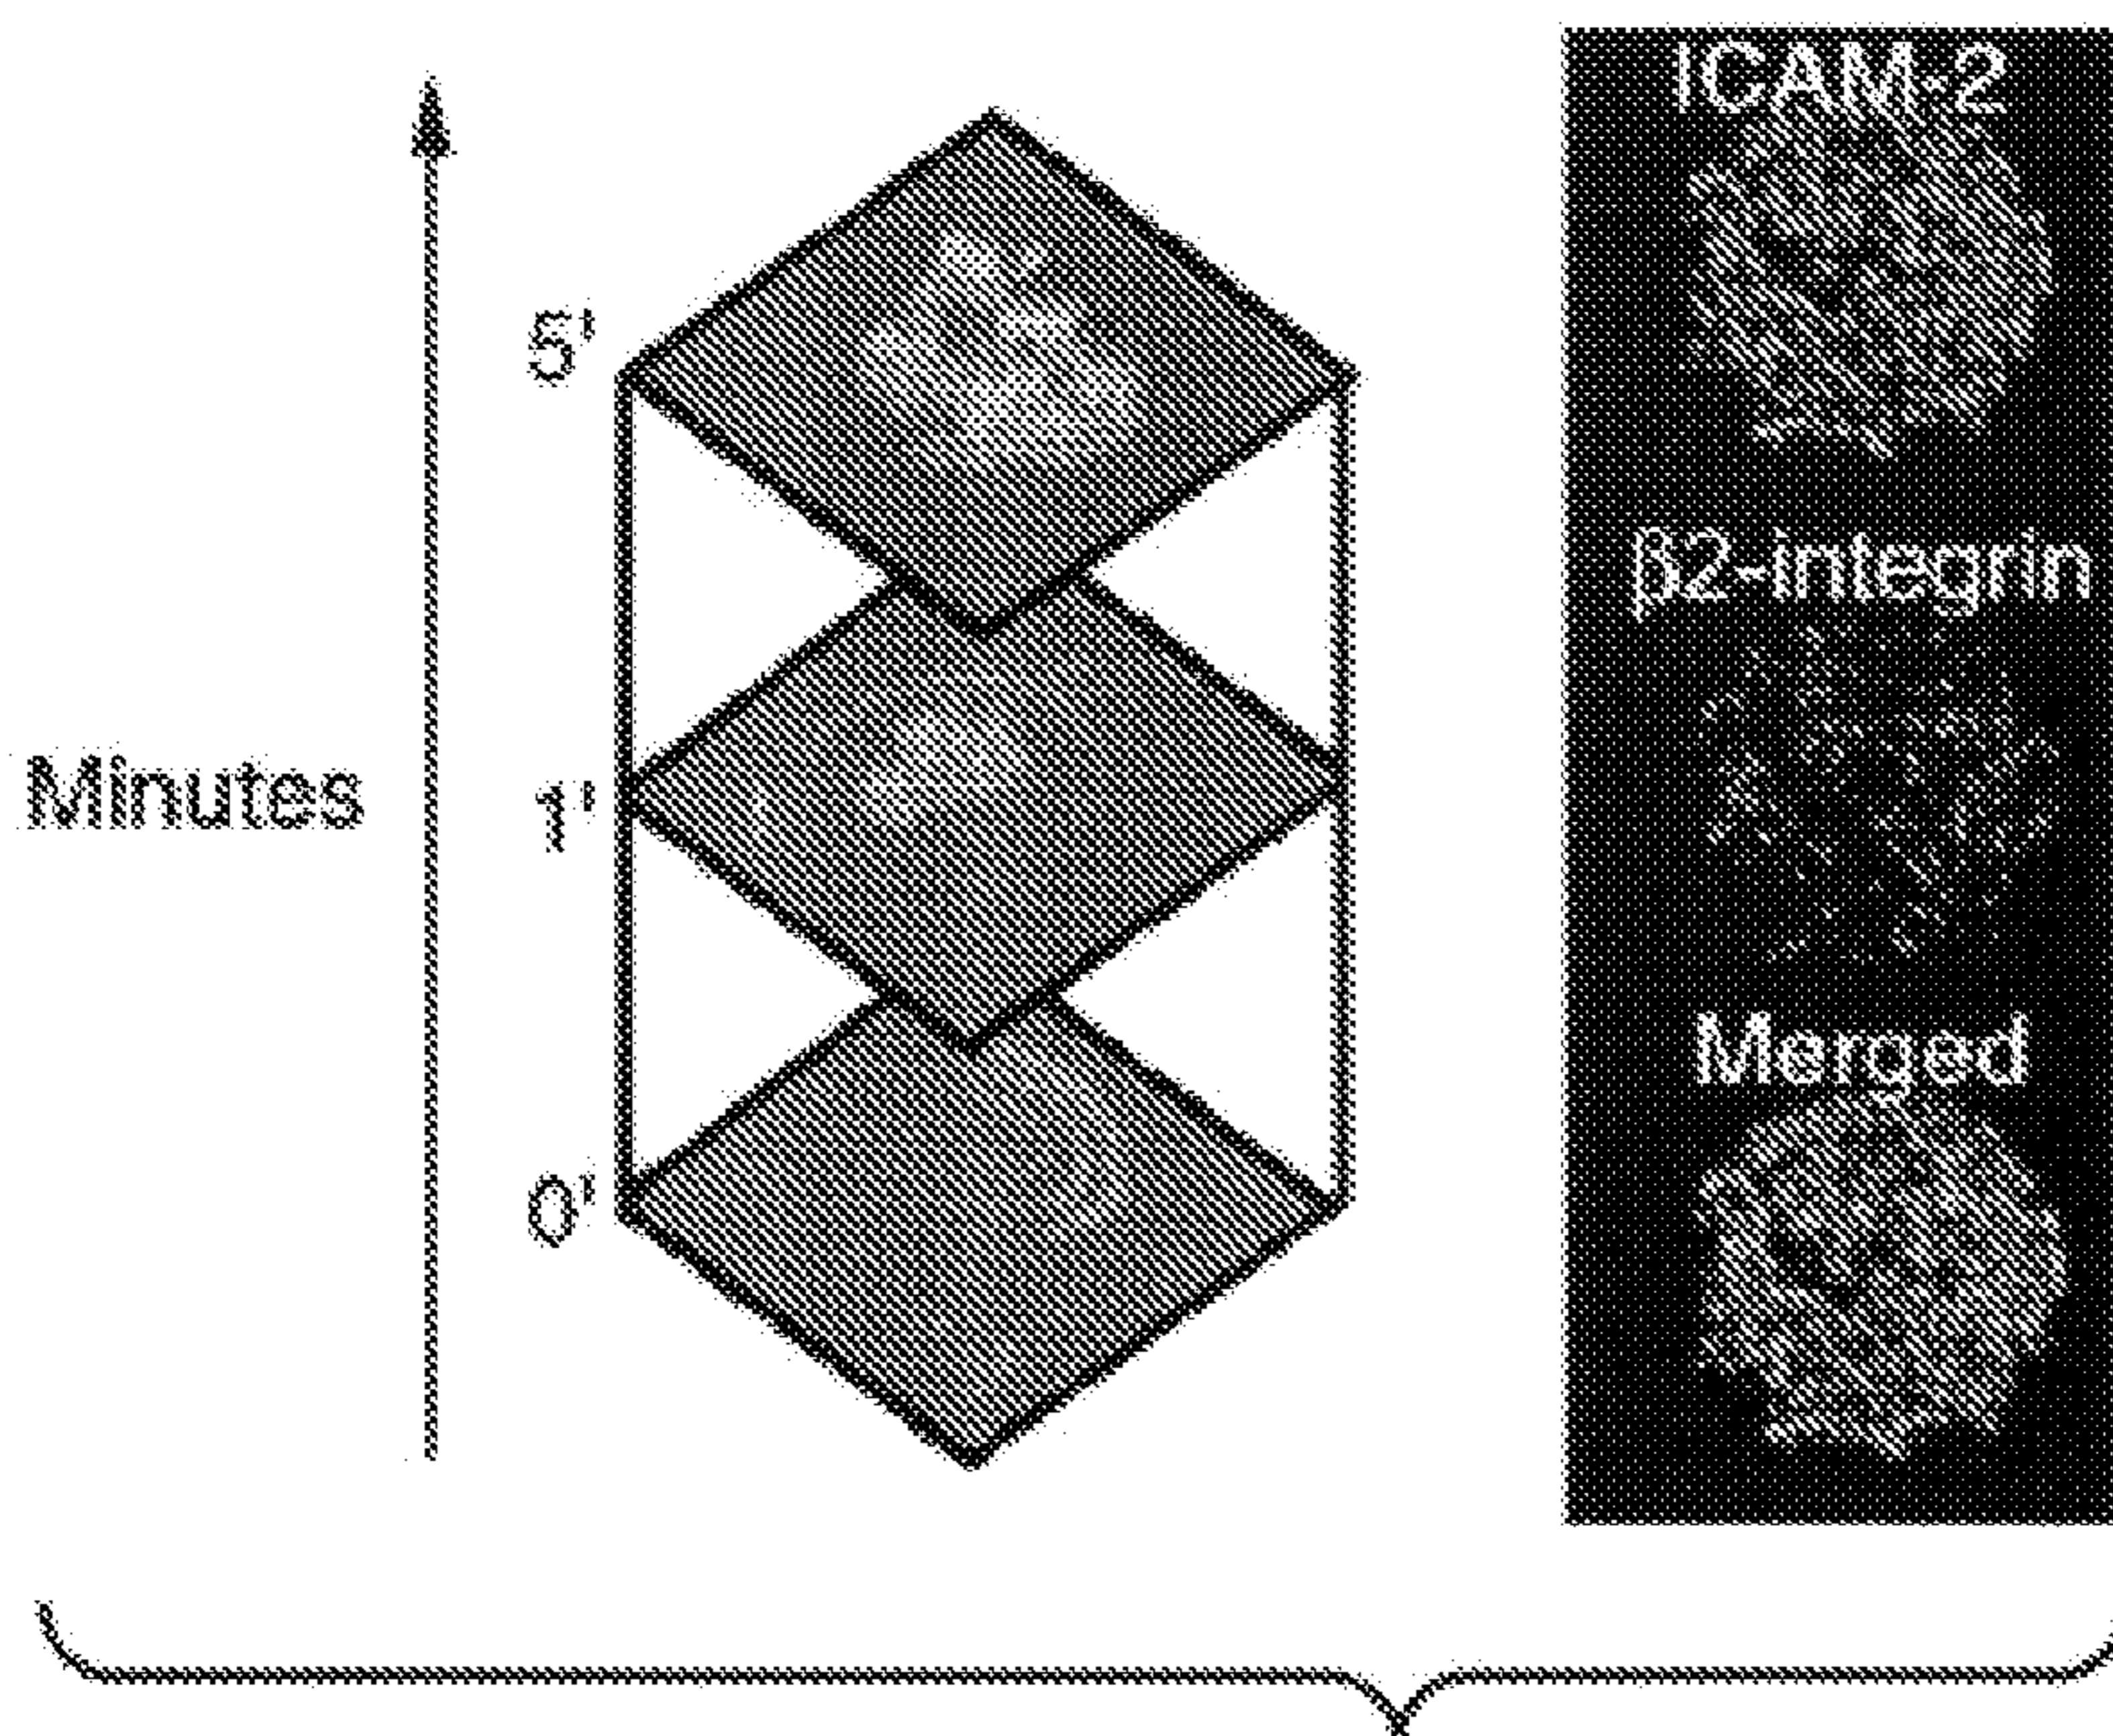 Minutes
5'
1'
0'
ICAM-2
β2-integrin
Merged